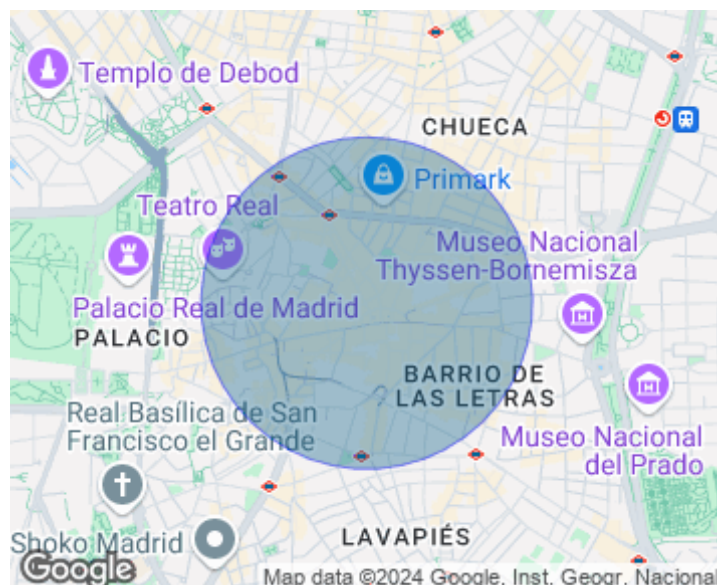 Templo de Debod
CHUECA
Primark
Teatro Real
Museo Nacional
Thyssen-Bornemisza
Palacio Real de Madrid
PALACIO
BARRIO DE
LAS LETRAS
Real Basílica de San
Francisco el Grande
Museo Nacional
del Prado
Shoko Madrid
LAVAPIÉS
Google
Map data ©2024 Google, Inst. Geogr. Nacional